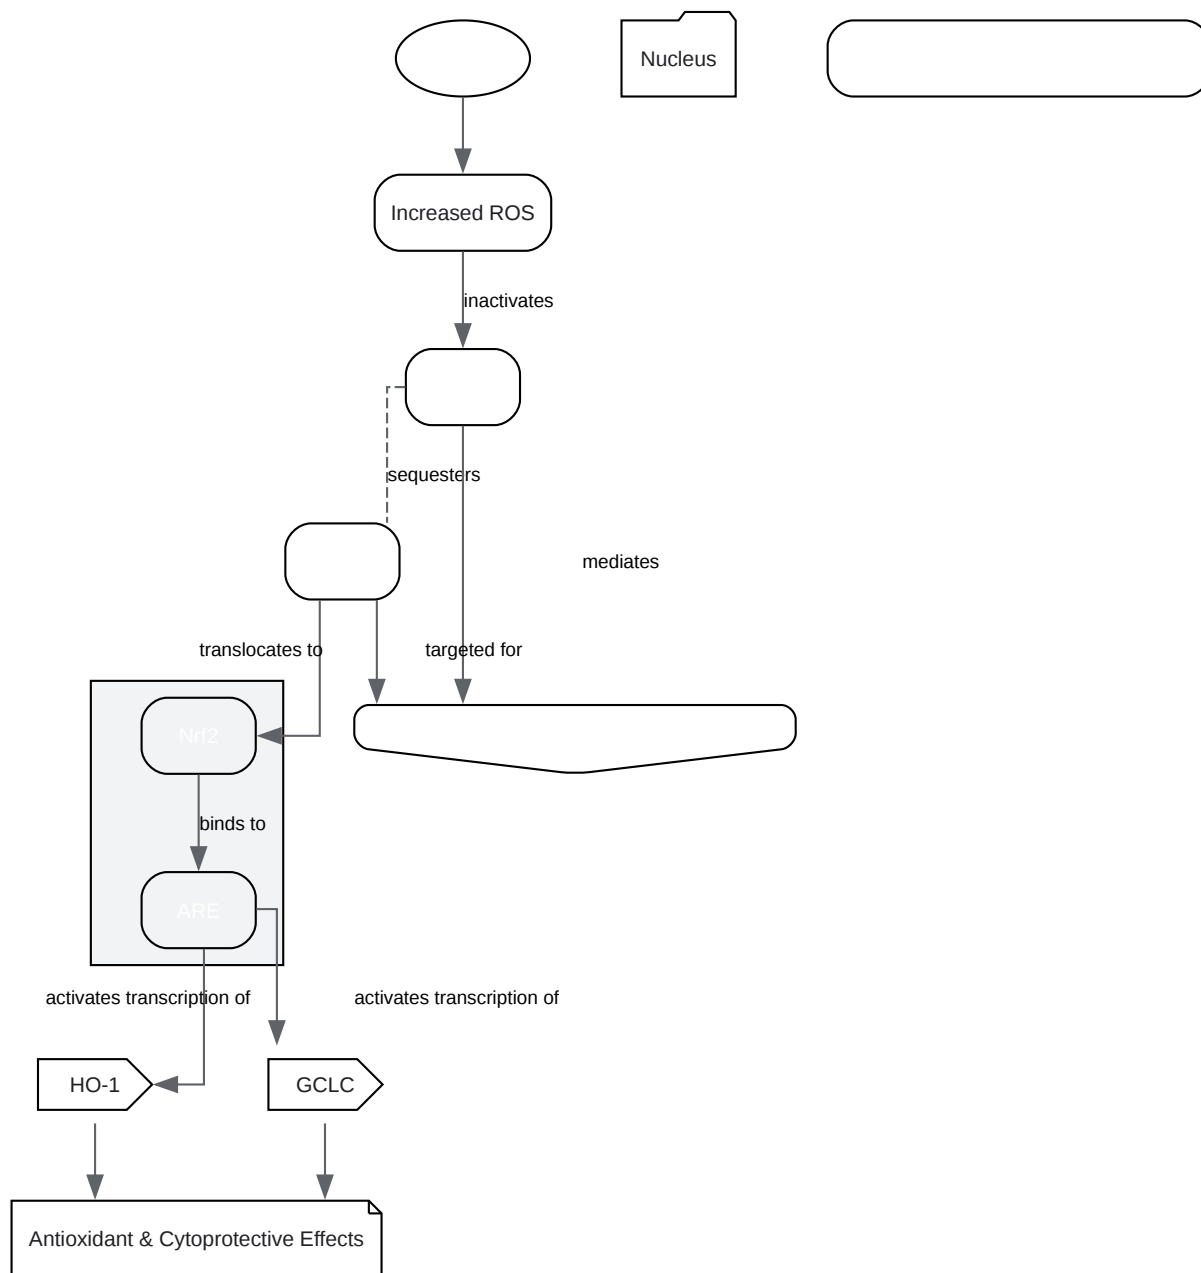 Nucleus
Increased ROS
inactivates
sequesters
mediates
translocates to
targeted for
Nrf2
binds to
ARE
activates transcription of
activates transcription of
HO-1
GCLC
Antioxidant & Cytoprotective Effects